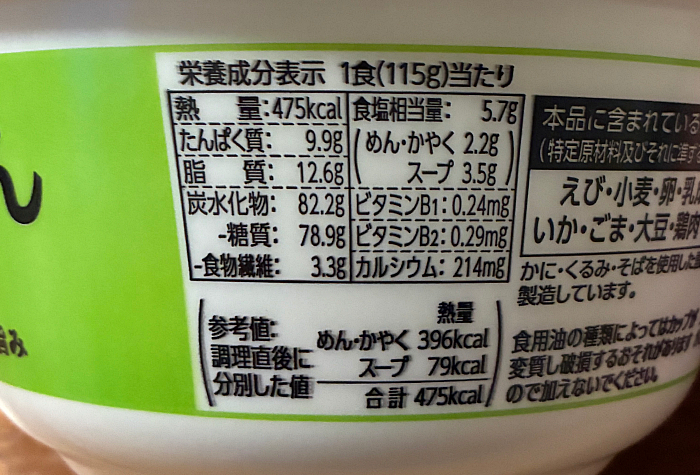 栄養成分表示 1食(115g)当たり
熱 量:475kcal
たんぱく質: 9.9g
脂 質: 12.6g
炭水化物: 82.2g
-糖質: 78.9g
-食物繊維: 3.3g
食塩相当量: 5.7g
(めん・かやく 2.2g
スープ 3.5g)
ビタミンB1: 0.24mg
ビタミンB2: 0.29mg
カルシウム: 214mg
参考値:
調理直後に
分別した値
熱量
めん・かやく 396kcal
スープ 79kcal
合計 475kcal
本品に含まれている
(特定原材料及びそれに準ず
えび・小麦・卵・乳
いか・ごま・大豆・鶏肉
かに・くるみ・そばを使用した
製造しています。
食用油の種類によってはカップが
変質し破損するおそれがあります
ので加えないでください。
ん
旨み